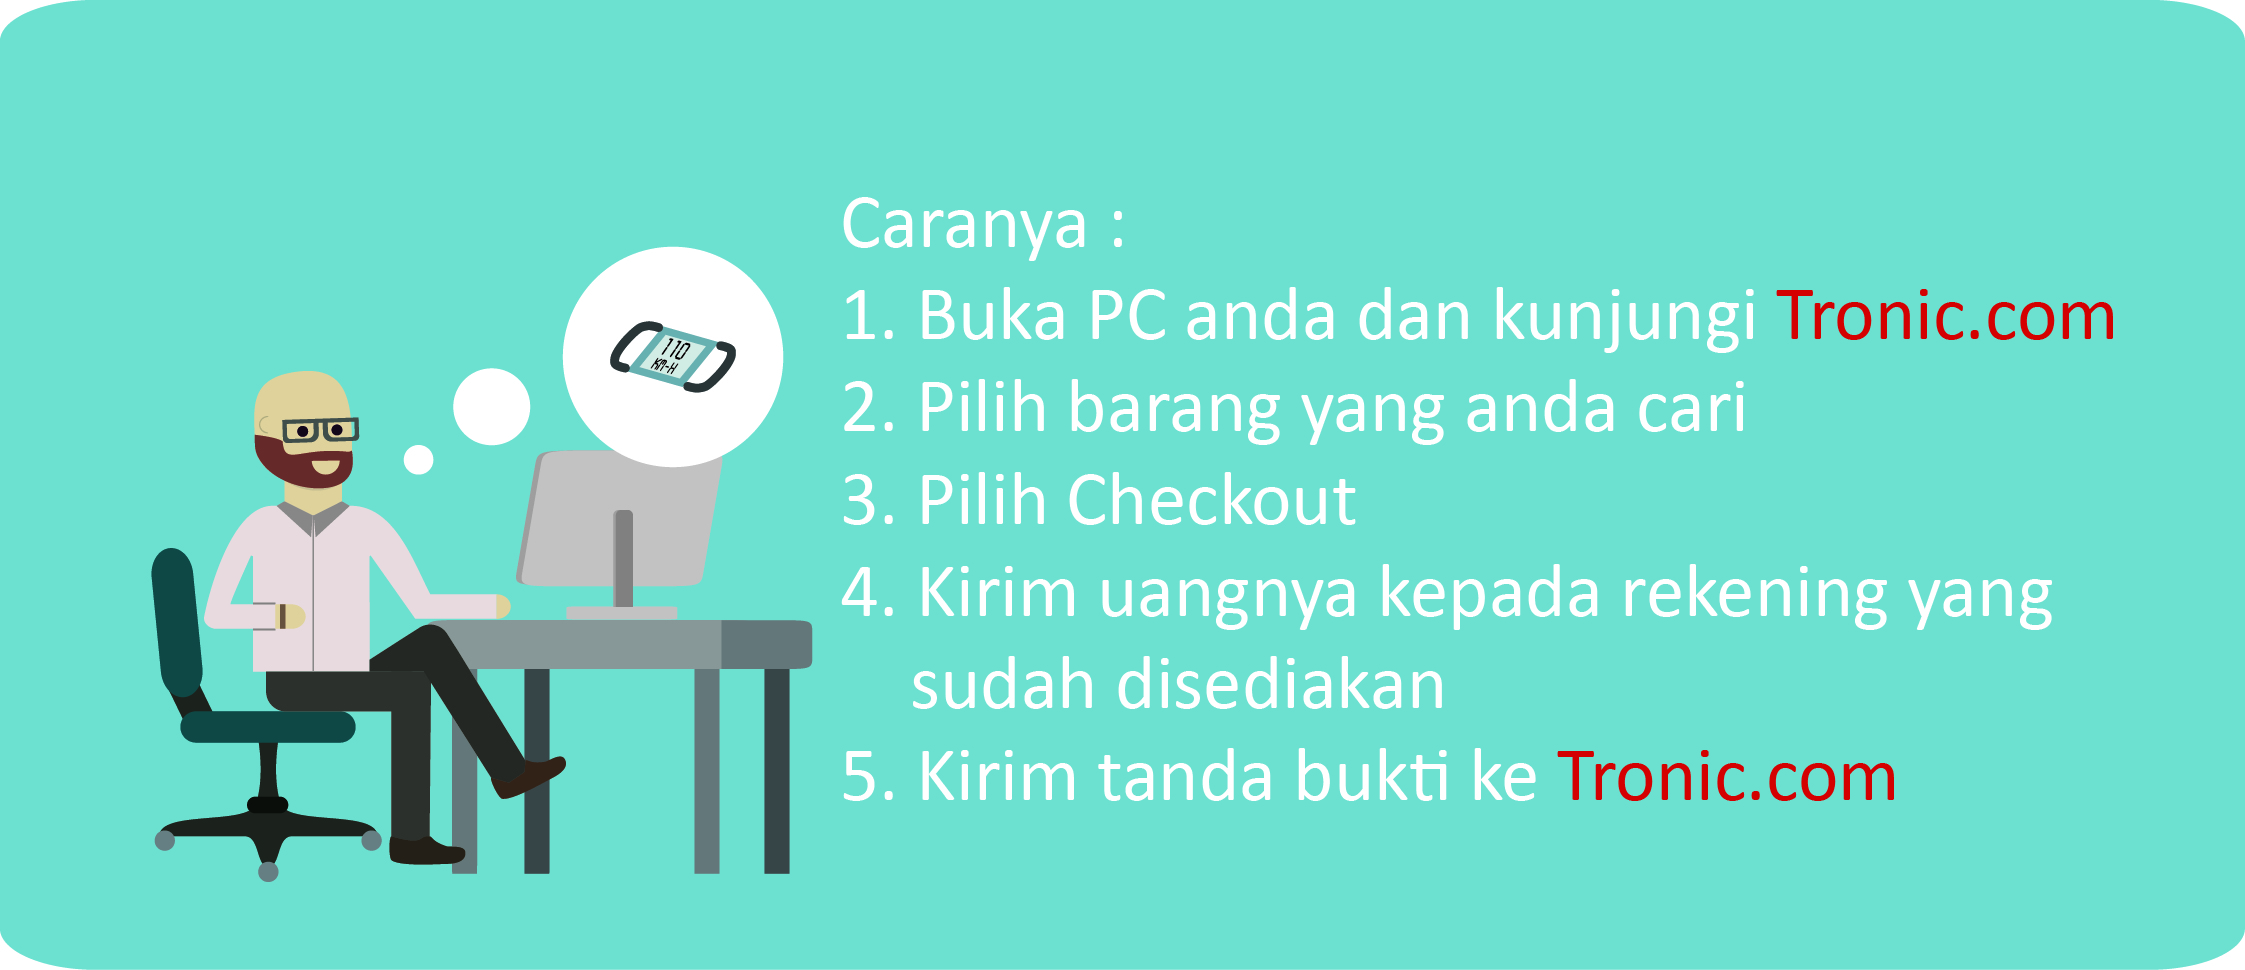 110
KM-H
Caranya :
1. Buka PC anda dan kunjungi Tronic.com
2. Pilih barang yang anda cari
3. Pilih Checkout
4. Kirim uangnya kepada rekening yang
sudah disediakan
5. Kirim tanda bukti ke Tronic.com